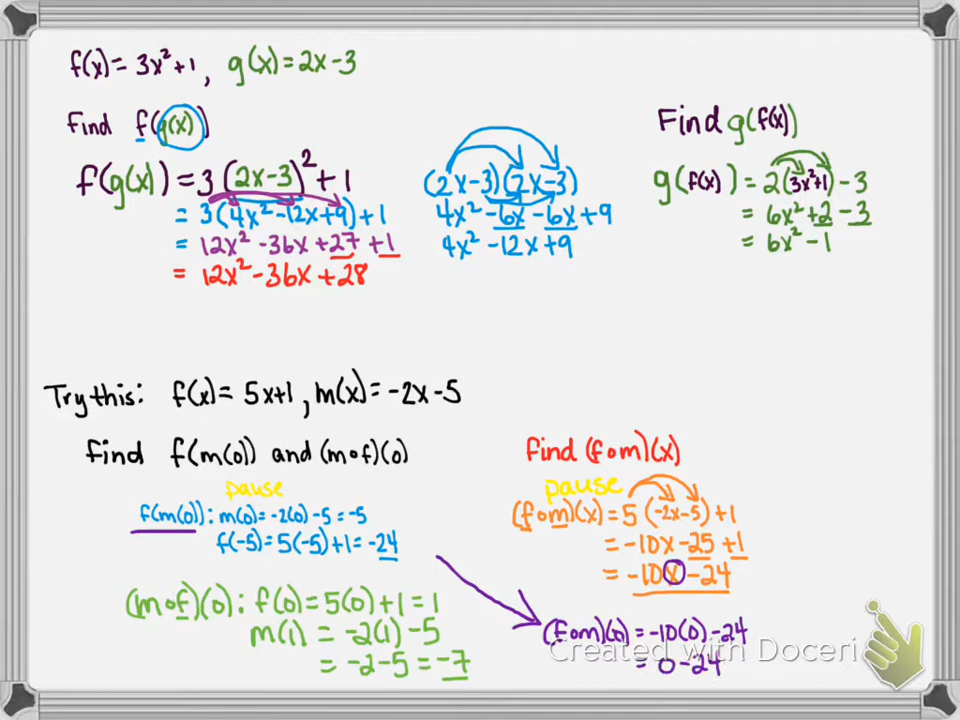 f(x) = 3x² + 1, g(x) = 2x - 3
Find f(g(x))
f(g(x)) = 3(2x-3)² + 1
= 3(4x² - 12x + 9) + 1
= 12x² - 36x + 27 + 1
= 12x² - 36x + 28
(2x-3)(2x-3)
4x² - 6x - 6x + 9
4x² - 12x + 9
Find g(f(x))
g(f(x)) = 2(3x²+1) - 3
= 6x² + 2 - 3
= 6x² - 1
Try this: f(x) = 5x+1, m(x) = -2x - 5
Find f(m(0)) and (m∘f)(0)
pause
f(m(0)): m(0) = -2(0) - 5 = -5
f(-5) = 5(-5) + 1 = -24
(m∘f)(0): f(0) = 5(0) + 1 = 1
m(1) = -2(1) - 5
= -2 - 5 = -7
Find (f∘m)(x)
pause
(f∘m)(x) = 5(-2x-5) + 1
= -10x - 25 + 1
= -10x - 24
(f∘m)(0) = -10(0) - 24
= 0 - 24
Created with Doceri